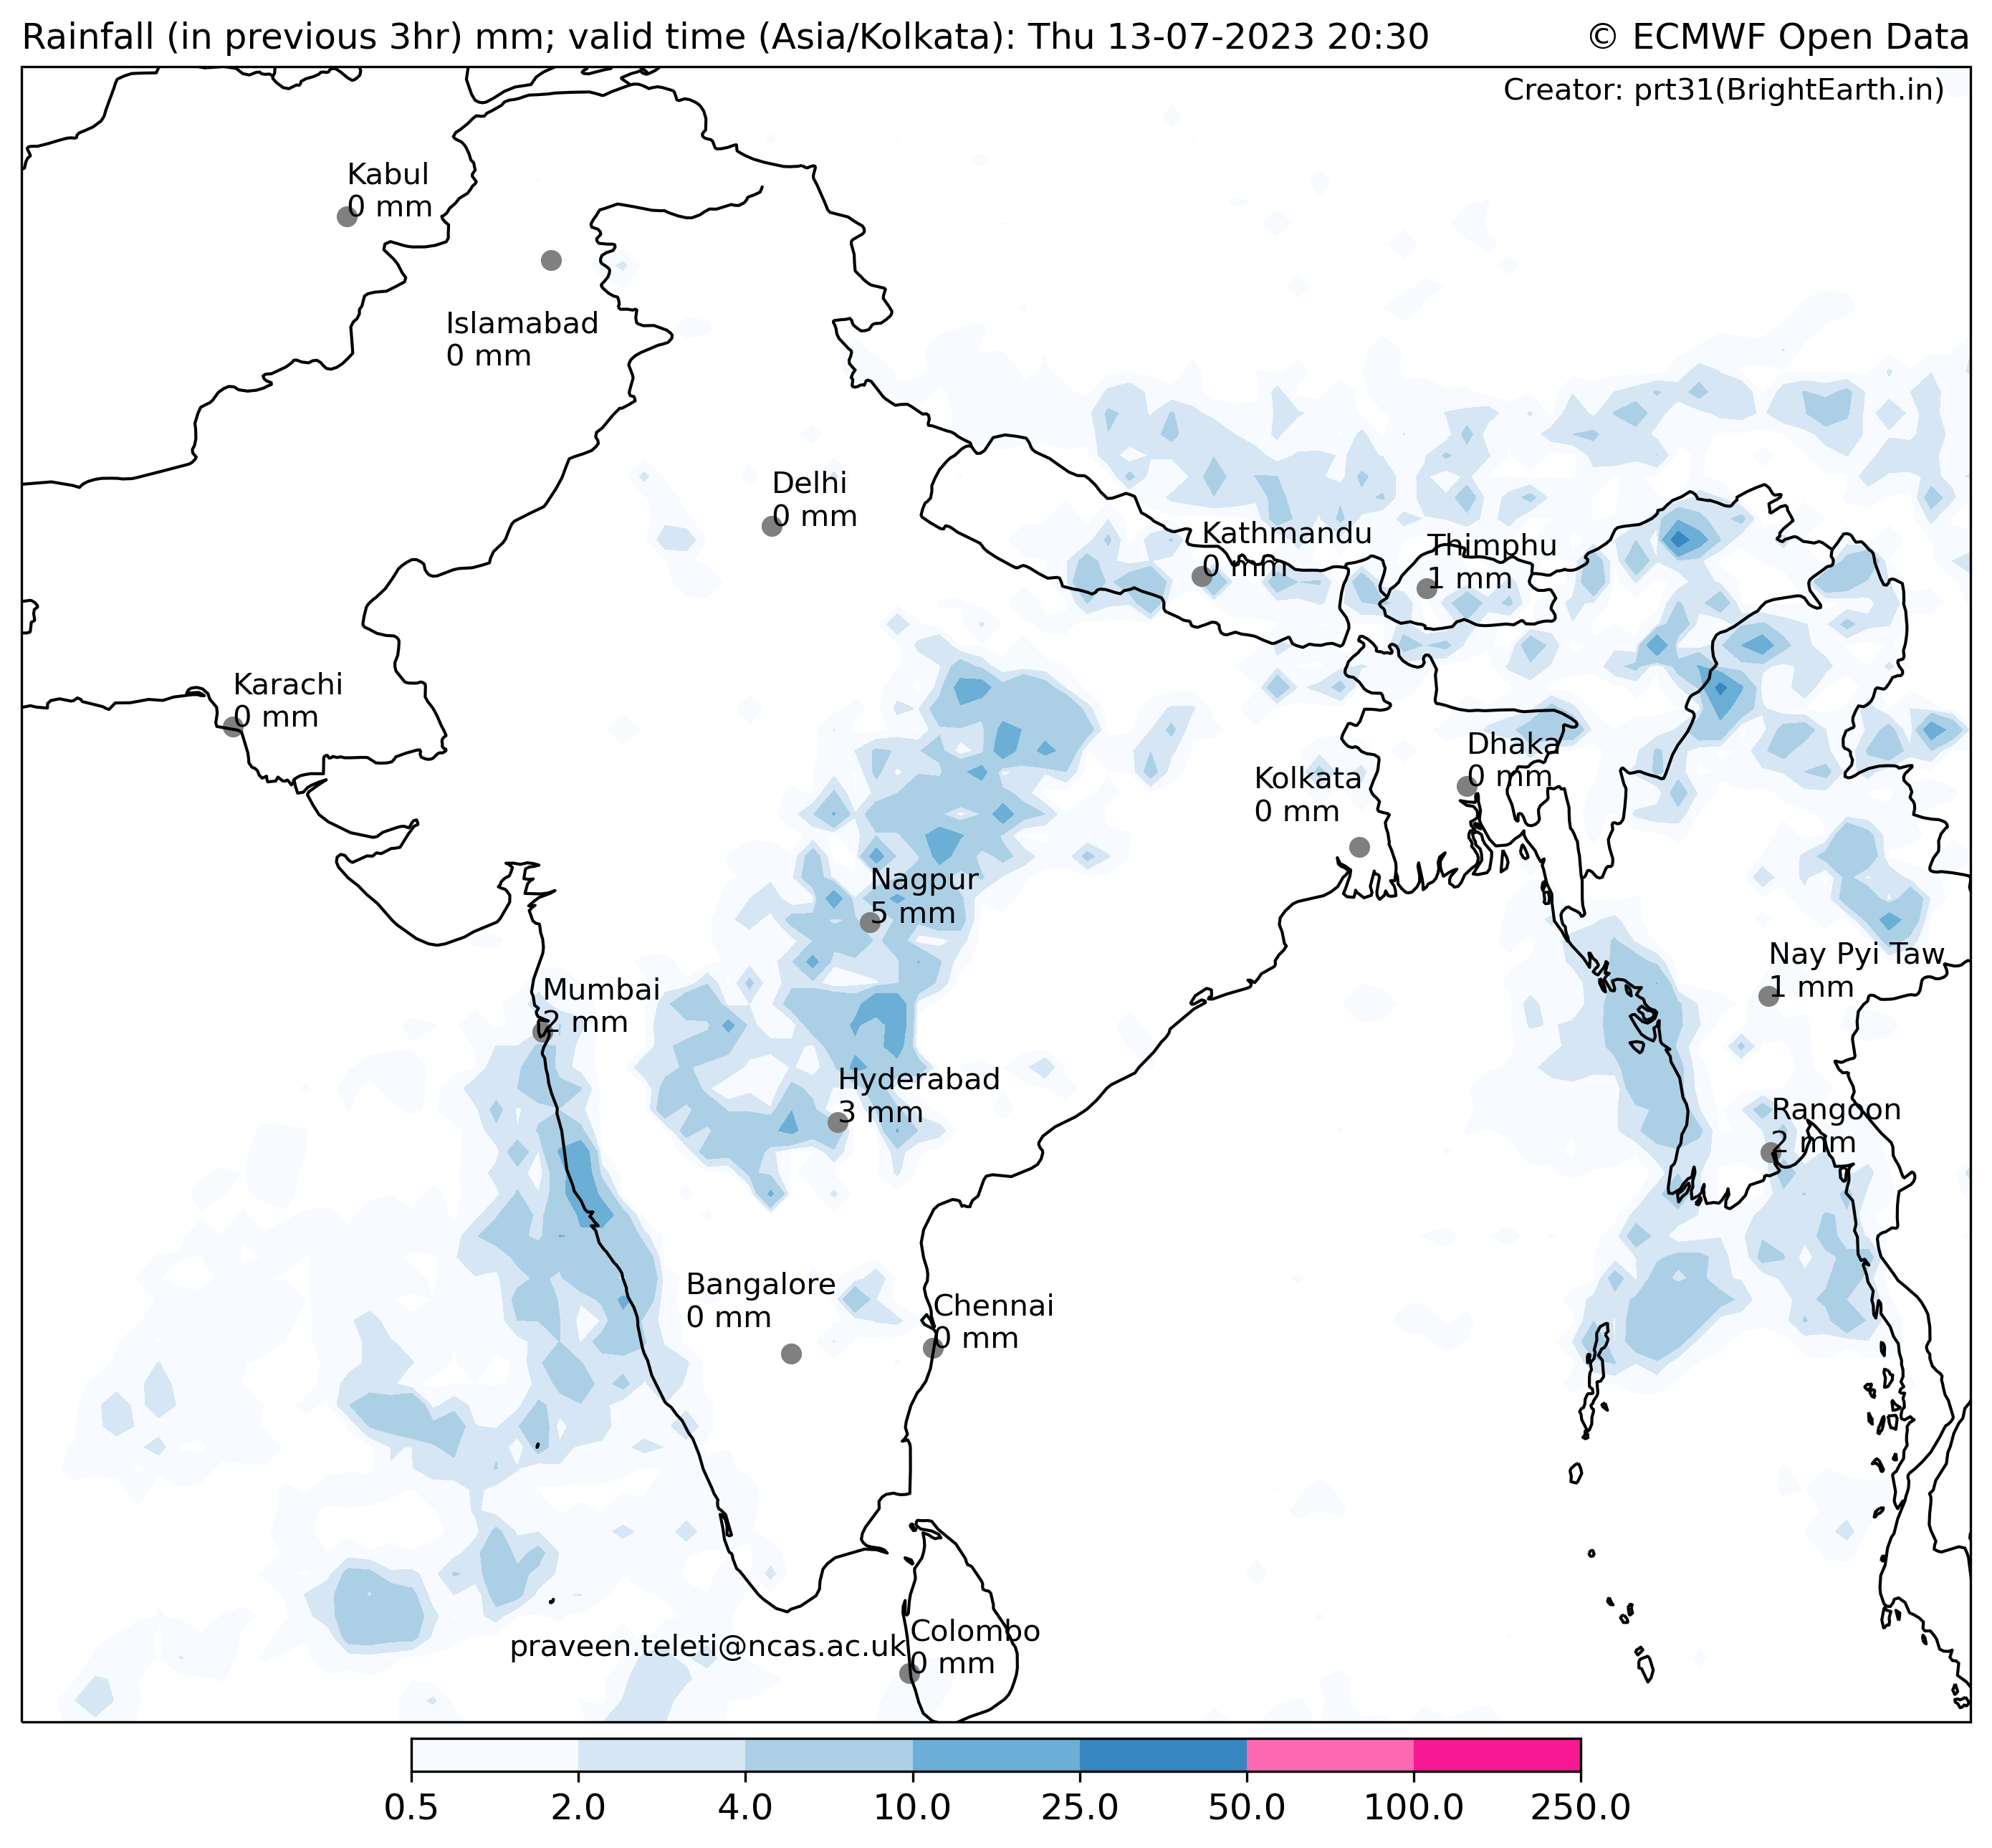 Rainfall (in previous 3hr) mm; valid time (Asia/Kolkata): Thu 13-07-2023 20:30
© ECMWF Open Data
Creator: prt31(BrightEarth.in)
Kabul
0 mm
Islamabad
0 mm
Delhi
0 mm
Kathmandu
0 mm
Thimphu
1 mm
Karachi
0 mm
Dhaka
0 mm
Kolkata
0 mm
Nagpur
5 mm
Nay Pyi Taw
1 mm
Mumbai
2 mm
Hyderabad
3 mm
Rangoon
2 mm
Bangalore
0 mm
Chennai
0 mm
Colombo
0 mm
praveen.teleti@ncas.ac.uk
0.5 2.0 4.0 10.0 25.0 50.0 100.0 250.0